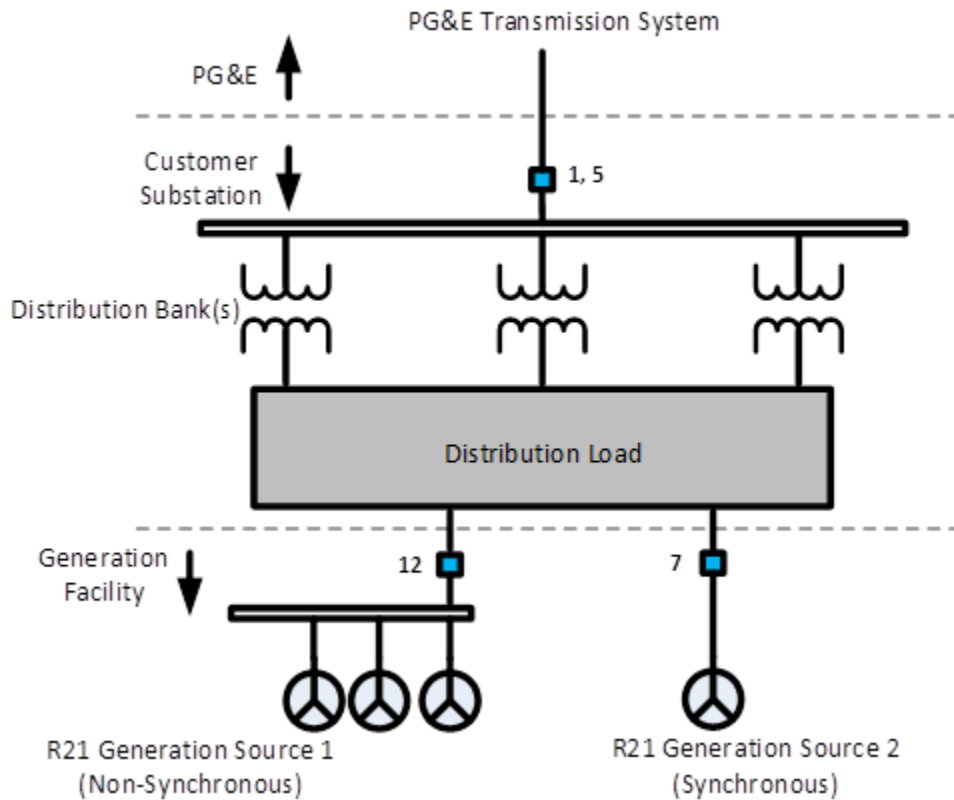 PG&E Transmission System
PG&E
Customer
Substation
1, 5
Distribution Bank(s)
Distribution Load
Generation
Facility
12
7
R21 Generation Source 1
(Non-Synchronous)
R21 Generation Source 2
(Synchronous)